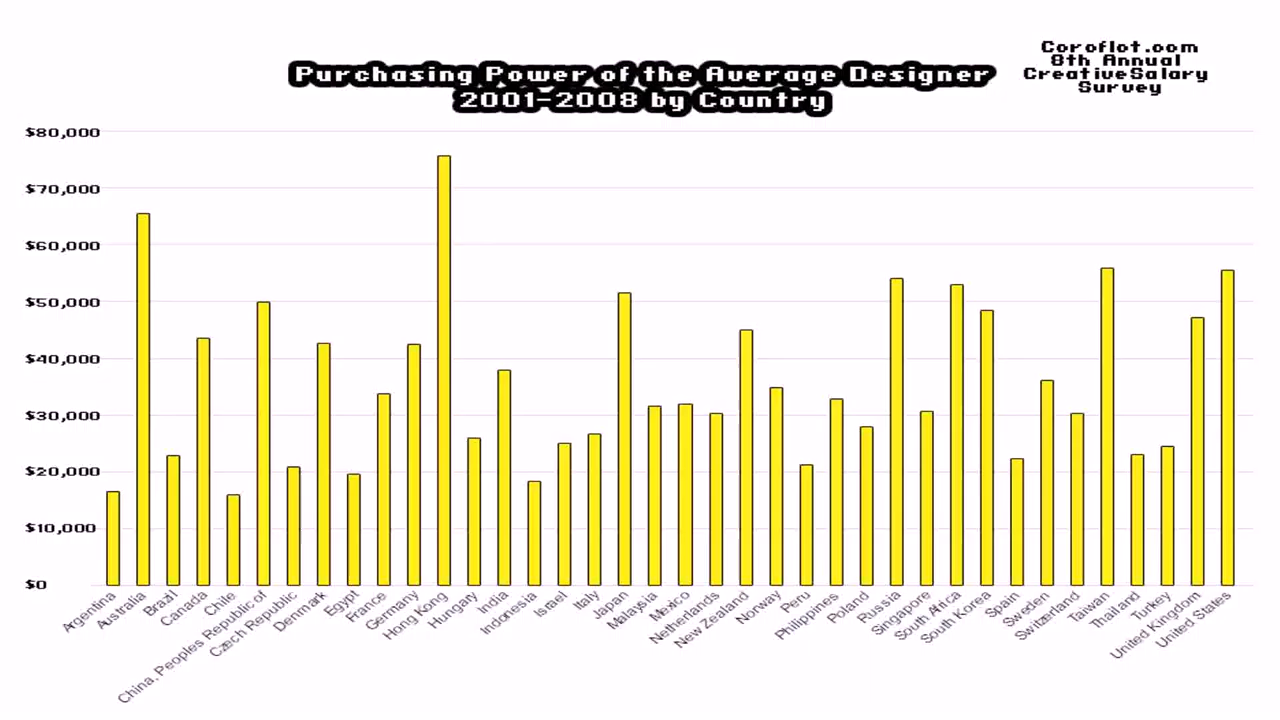 Coroflot.com
8th Annual
CreativeSalary
Survey
Purchasing Power of the Average Designer
2001-2008 by Country
$80,000
$70,000
$60,000
$50,000
$40,000
$30,000
$20,000
$10,000
$0
Argentina
Australia
Brazil
Canada
Chile
China, Peoples Republic of
Czech Republic
Denmark
Egypt
France
Germany
Hong Kong
Hungary
India
Indonesia
Israel
Italy
Japan
Malaysia
Mexico
Netherlands
New Zealand
Norway
Peru
Philippines
Poland
Russia
Singapore
South Africa
South Korea
Spain
Sweden
Switzerland
Taiwan
Thailand
Turkey
United Kingdom
United States